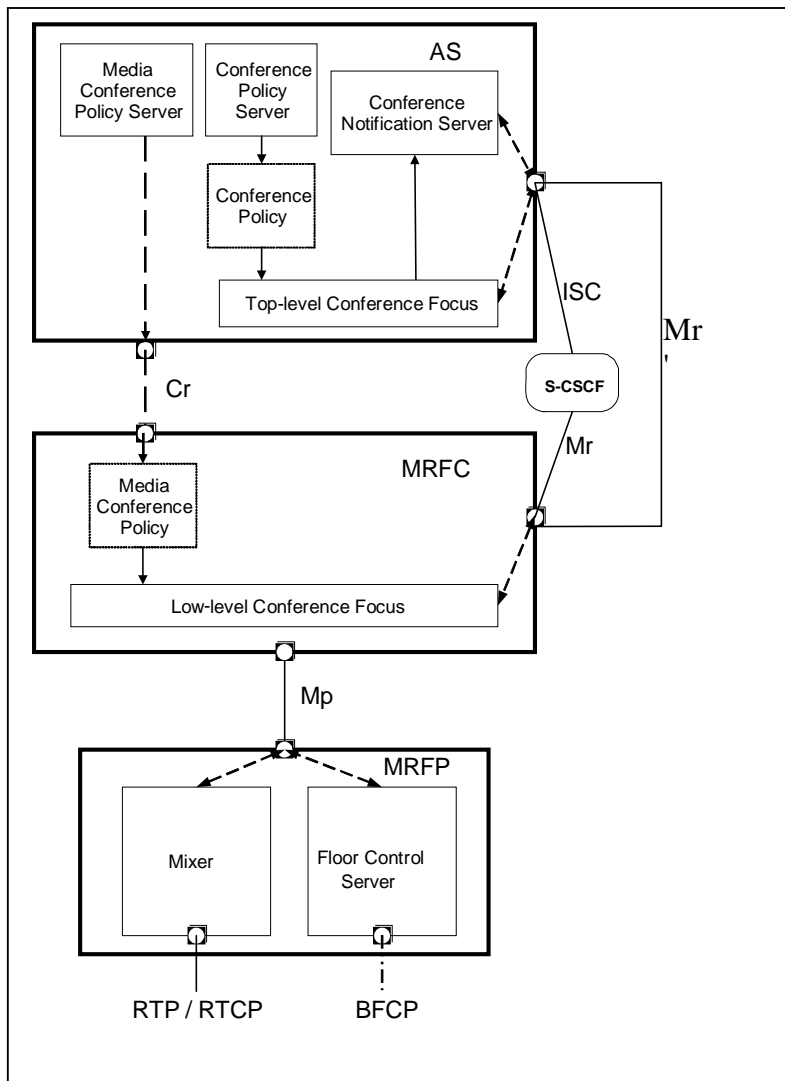 AS
Media
Conference
Policy Server
Conference
Policy
Server
Conference
Notification Server
Conference
Policy
Top-level Conference Focus
ISC
Mr
'
S-CSCF
Cr
Mr
MRFC
Media
Conference
Policy
Low-level Conference Focus
Mp
MRFP
Mixer
Floor Control
Server
RTP / RTCP
BFCP